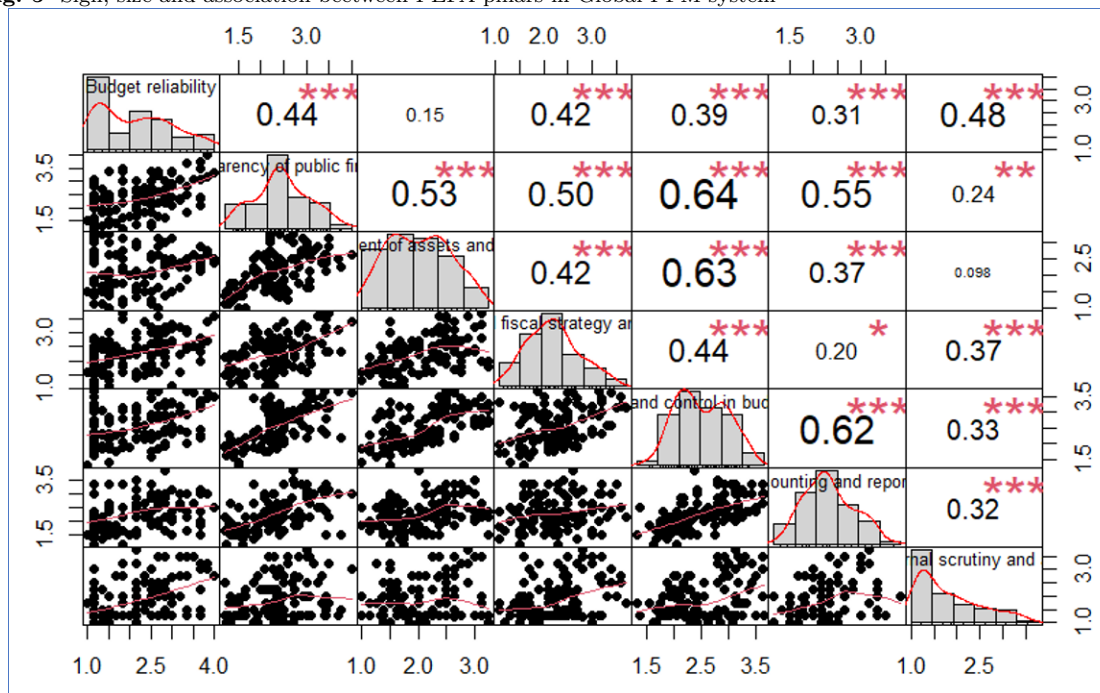 Sign, size and association between PEFA pillars in Global PFM system
1.5 3.0 1.0 2.0 3.0 1.5 3.0
Budget reliability 0.44 *** 0.15 0.42 *** 0.39 *** 0.31 *** 0.48 *** 1.0 3.0
1.5 3.5 arency of public fi 0.53 *** 0.50 *** 0.64 *** 0.55 *** 0.24 **
ent of assets and 0.42 *** 0.63 *** 0.37 *** 0.098 1.0 2.5
1.0 3.0 fiscal strategy ar 0.44 *** 0.20 * 0.37 ***
and control in bud 0.62 *** 0.33 *** 1.5 3.5
1.5 3.5 ounting and repor 0.32 ***
nal scrutiny and 1.0 3.0
1.0 2.5 4.0 1.0 2.0 3.0 1.5 2.5 3.5 1.0 2.5